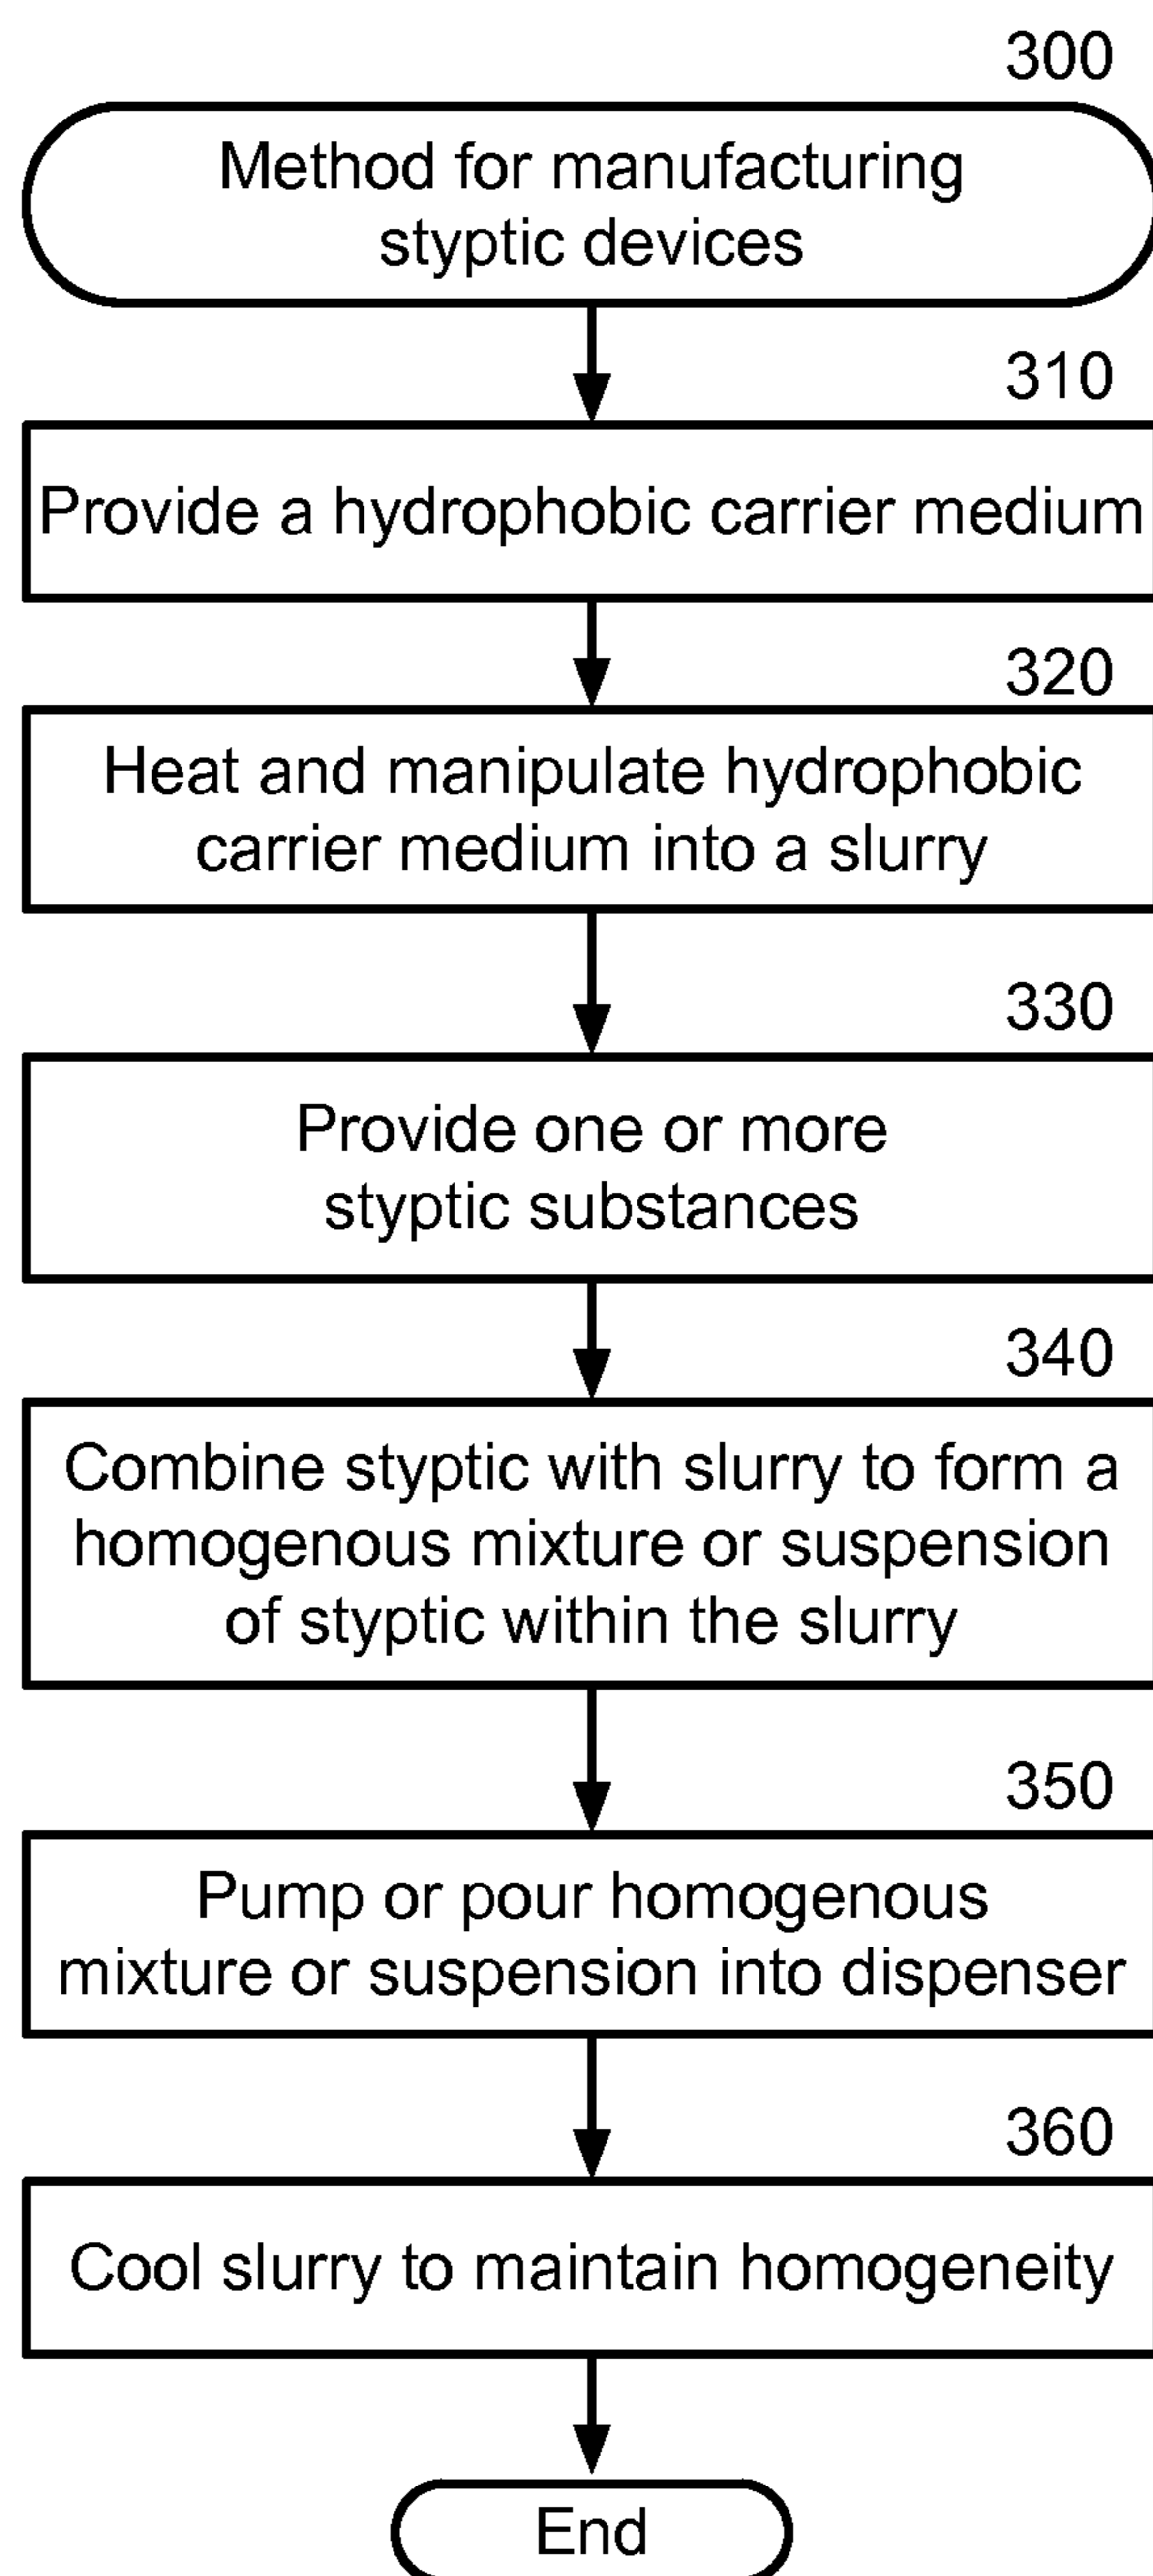 300
Method for manufacturing
styptic devices
310
Provide a hydrophobic carrier medium
320
Heat and manipulate hydrophobic
carrier medium into a slurry
330
Provide one or more
styptic substances
340
Combine styptic with slurry to form a
homogenous mixture or suspension
of styptic within the slurry
350
Pump or pour homogenous
mixture or suspension into dispenser
360
Cool slurry to maintain homogeneity
End